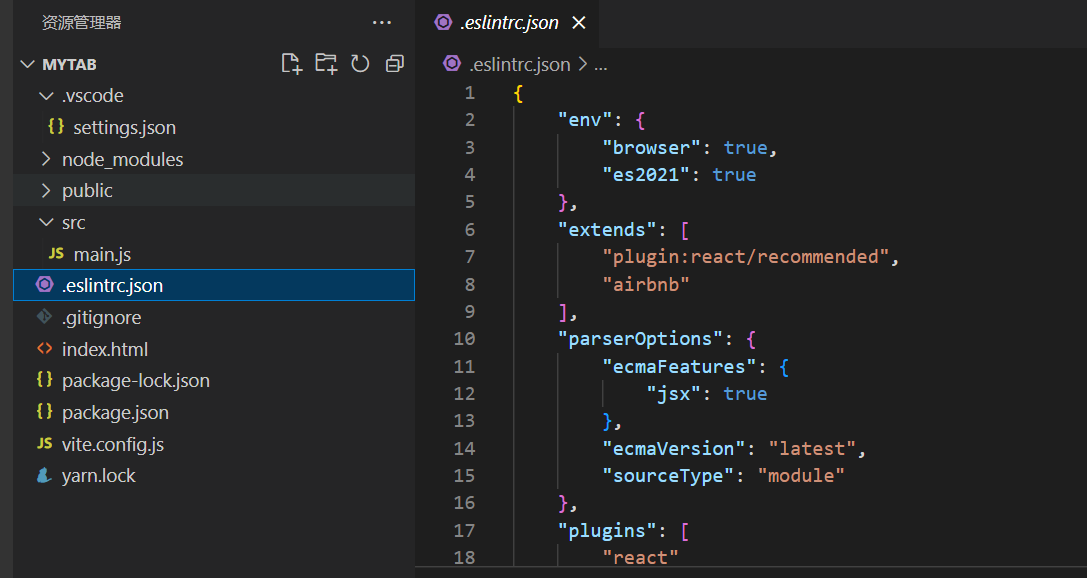 资源管理器 ...
MYTAB
.vscode
{} settings.json
node_modules
public
src
JS main.js
.eslintrc.json
.gitignore
<> index.html
{} package-lock.json
{} package.json
JS vite.config.js
yarn.lock
.eslintrc.json ×
.eslintrc.json > ...
1 {
2     "env": {
3         "browser": true,
4         "es2021": true
5     },
6     "extends": [
7         "plugin:react/recommended",
8         "airbnb"
9     ],
10     "parserOptions": {
11         "ecmaFeatures": {
12             "jsx": true
13         },
14         "ecmaVersion": "latest",
15         "sourceType": "module"
16     },
17     "plugins": [
18         "react"